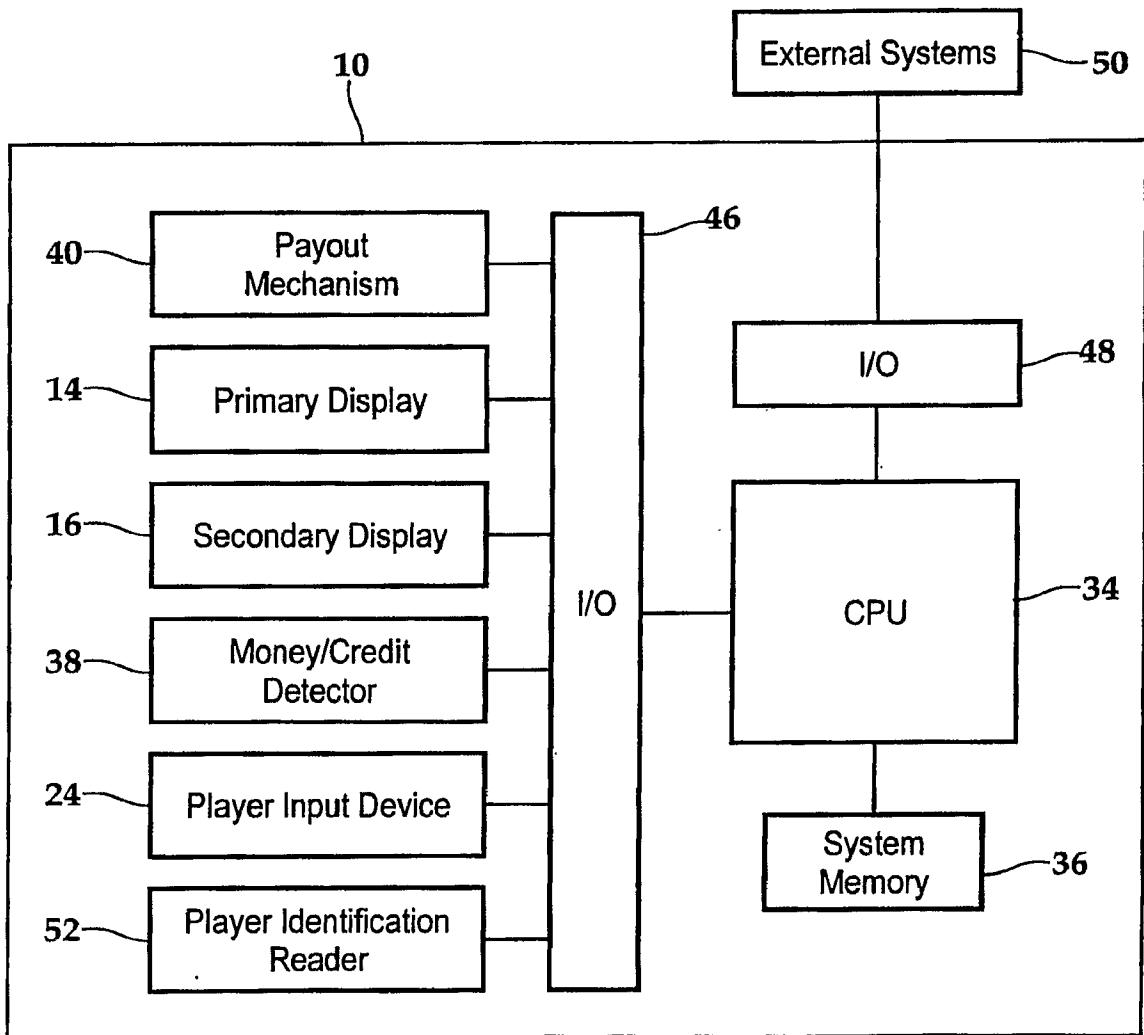 External Systems
50
10
46
40
Payout
Mechanism
14
Primary Display
I/O
48
16
Secondary Display
I/O
CPU
34
38
Money/Credit
Detector
24
Player Input Device
System
Memory
36
52
Player Identification
Reader